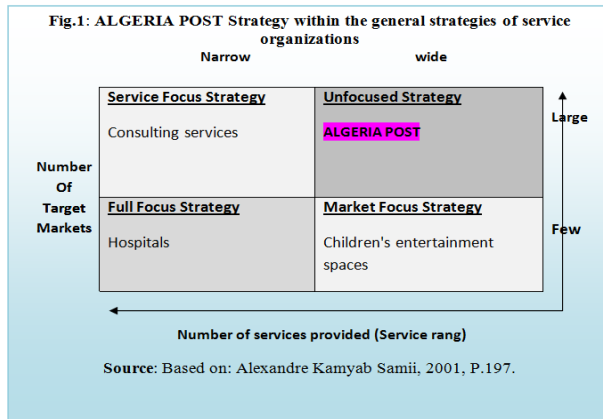 Fig.1: ALGERIA POST Strategy within the general strategies of service
organizations
Narrow
wide
Service Focus Strategy
Consulting services
Unfocused Strategy
ALGERIA POST
Large
Number
Of
Target
Markets
Full Focus Strategy
Hospitals
Market Focus Strategy
Children's entertainment
spaces
Few
Number of services provided (Service rang)
Source: Based on: Alexandre Kamyab Samii, 2001, P.197.